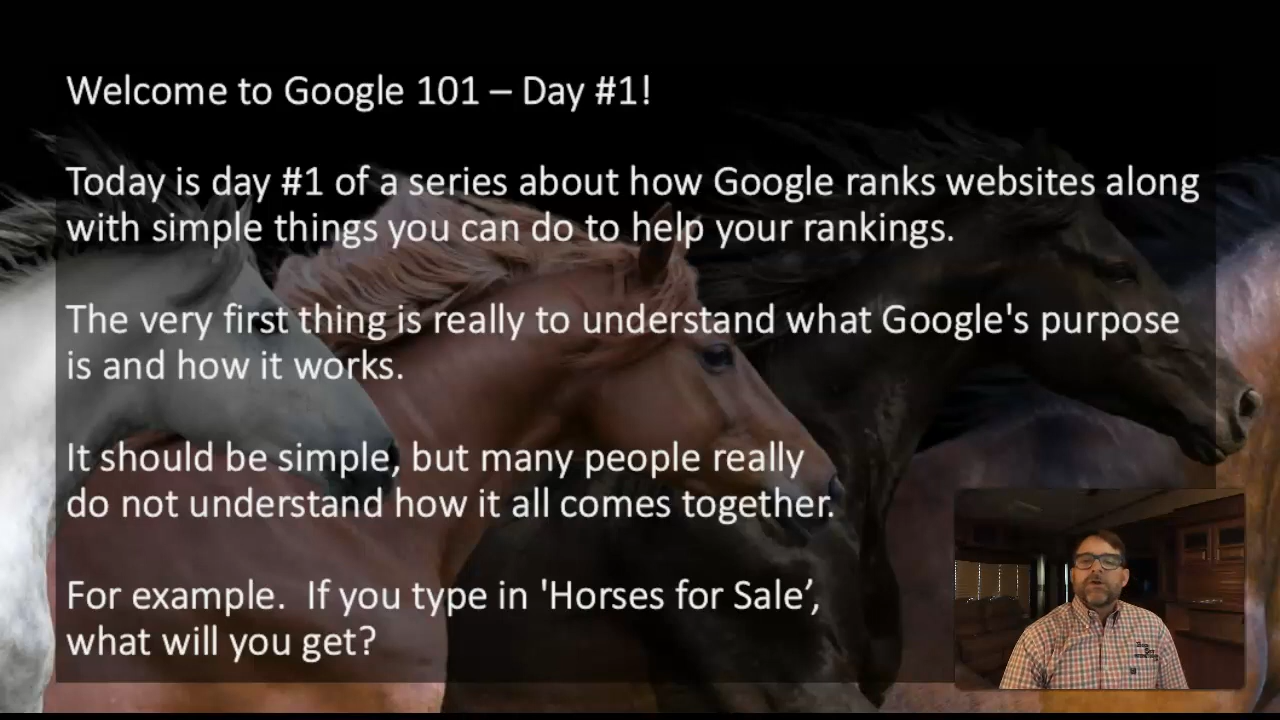 Welcome to Google 101 – Day #1!
Today is day #1 of a series about how Google ranks websites along
with simple things you can do to help your rankings.
The very first thing is really to understand what Google's purpose
is and how it works.
It should be simple, but many people really
do not understand how it all comes together.
For example.  If you type in 'Horses for Sale’,
what will you get?